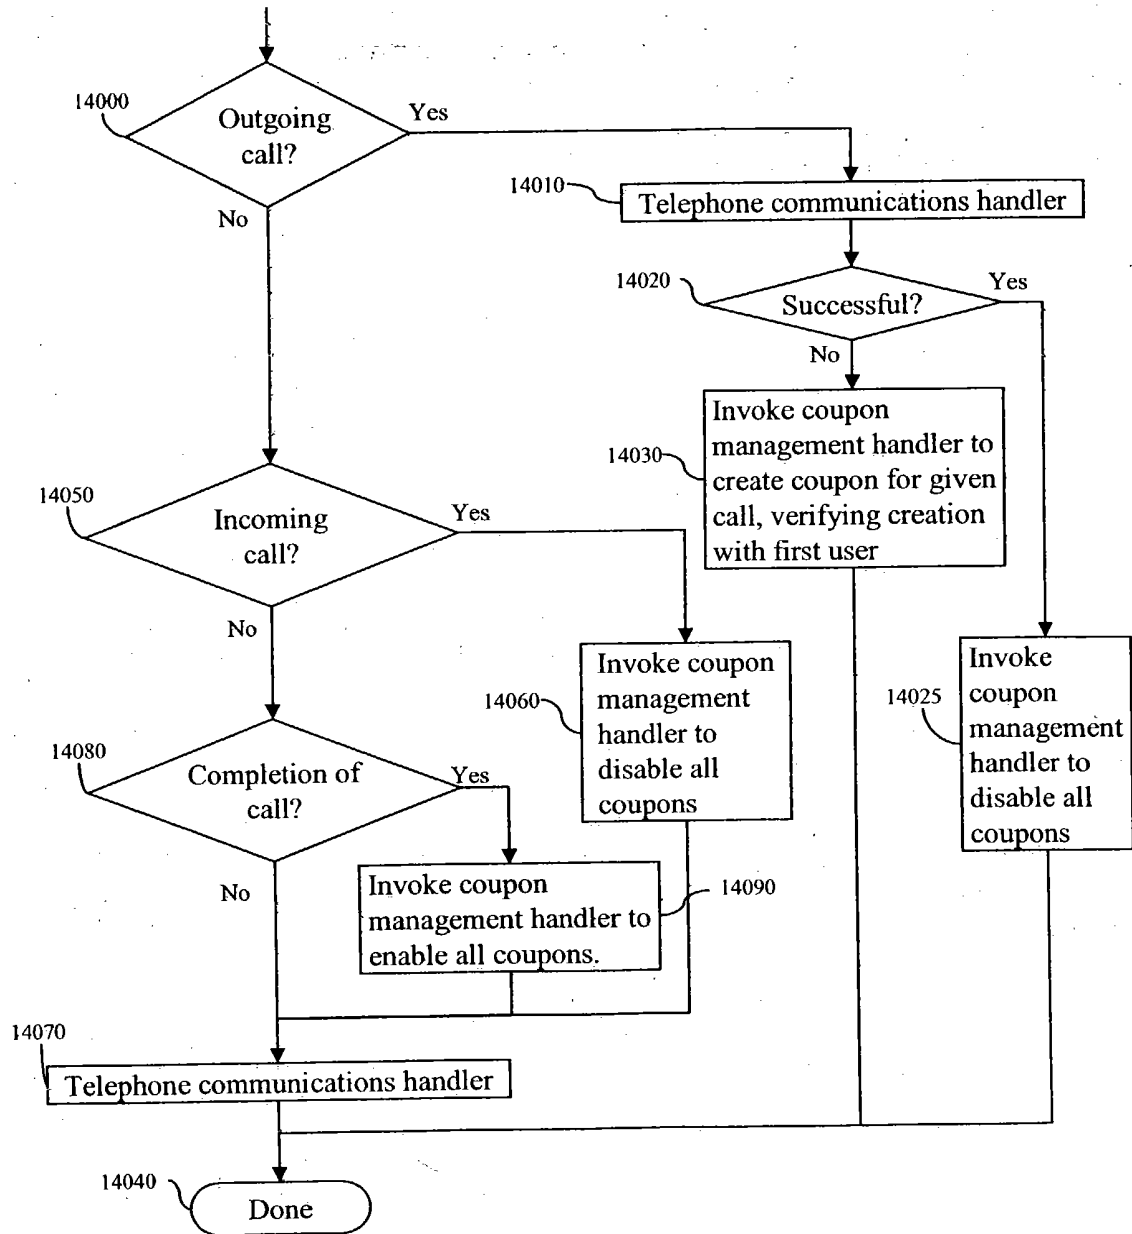 14000
Outgoing
call?
Yes
No
14010
Telephone communications handler
14020
Successful?
Yes
No
14030
Invoke coupon
management handler to
create coupon for given
call, verifying creation
with first user
14050
Incoming
call?
Yes
No
14060
Invoke coupon
management
handler to
disable all
coupons
14025
Invoke
coupon
management
handler to
disable all
coupons
14080
Completion of
call?
Yes
No
14090
Invoke coupon
management handler to
enable all coupons.
14070
Telephone communications handler
14040
Done